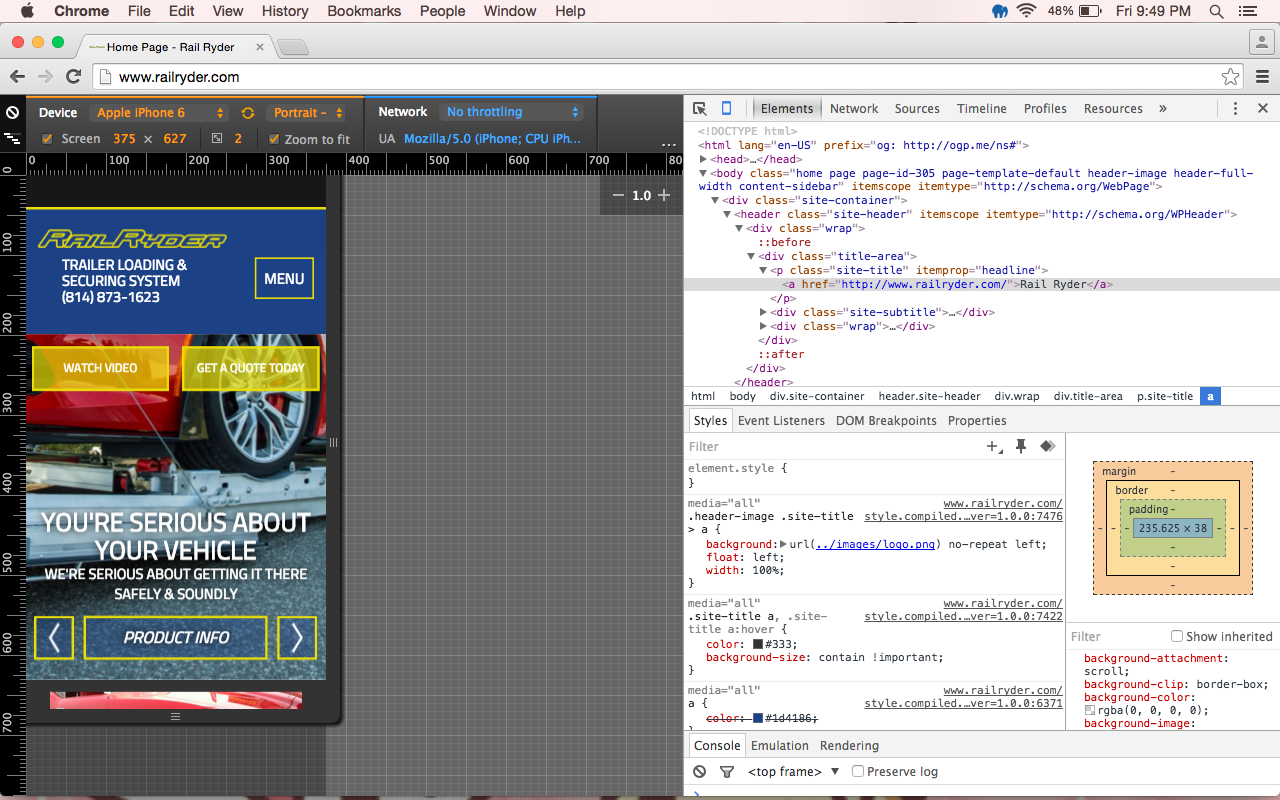 Chrome File Edit View History Bookmarks People Window Help 48% Fri 9:49 PM
Home Page - Rail Ryder
www.railryder.com
Device Apple iPhone 6 Portrait - Network No throttling
Screen 375 × 627 2 Zoom to fit UA Mozilla/5.0 (iPhone; CPU iPh...
0 100 200 300 400 500 600 700 80
0
100
200
300
400
500
600
700
1.0
RAILRYDER
TRAILER LOADING &
SECURING SYSTEM
(814) 873-1623
MENU
WATCH VIDEO GET A QUOTE TODAY
YOU'RE SERIOUS ABOUT
YOUR VEHICLE
WE'RE SERIOUS ABOUT GETTING IT THERE
SAFELY & SOUNDLY
PRODUCT INFO
Elements Network Sources Timeline Profiles Resources »
<!DOCTYPE html>
<html lang="en-US" prefix="og: http://ogp.me/ns#">
<head>…</head>
<body class="home page page-id-305 page-template-default header-image header-full-
width content-sidebar" itemscope itemtype="http://schema.org/WebPage">
<div class="site-container">
<header class="site-header" itemscope itemtype="http://schema.org/WPHeader">
<div class="wrap">
::before
<div class="title-area">
<p class="site-title" itemprop="headline">
<a href="http://www.railryder.com/">Rail Ryder</a>
</p>
<div class="site-subtitle">…</div>
<div class="wrap">…</div>
</div>
::after
</div>
</header>
html body div.site-container header.site-header div.wrap div.title-area p.site-title a
Styles Event Listeners DOM Breakpoints Properties
Filter
element.style {
}
media="all" www.railryder.com/
.header-image .site-title style.compiled.…ver=1.0.0:7476
> a {
background: url(../images/logo.png) no-repeat left;
float: left;
width: 100%;
}
media="all" www.railryder.com/
.site-title a, .site- style.compiled.…ver=1.0.0:7422
title a:hover {
color: #333;
background-size: contain !important;
}
media="all" www.railryder.com/
a { style.compiled.…ver=1.0.0:6371
color: #1d4186;
margin -
border -
padding -
- - - 235.625 × 38 - - -
-
-
-
Filter Show inherited
background-attachment:
scroll;
background-clip: border-box;
background-color:
rgba(0, 0, 0, 0);
background-image:
Console Emulation Rendering
<top frame> Preserve log